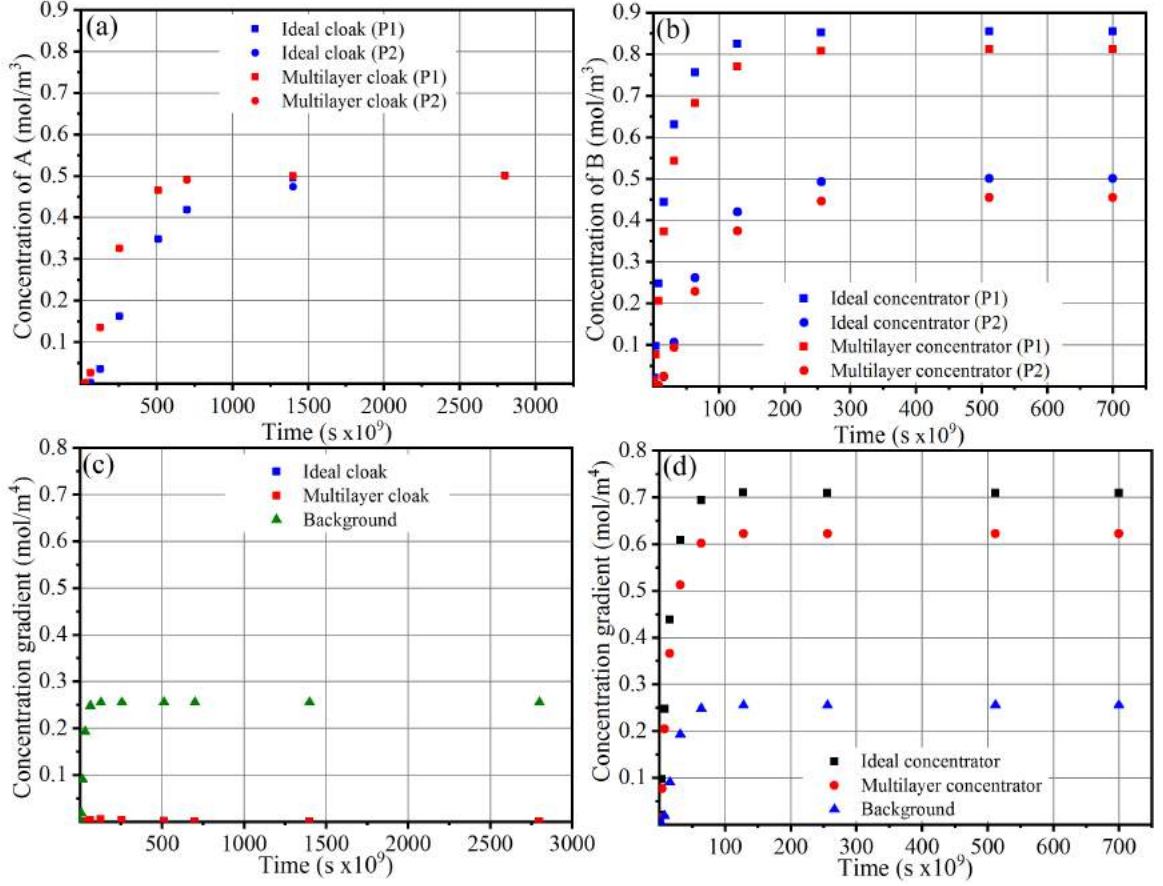 (a)
Ideal cloak (P1)
Ideal cloak (P2)
Multilayer cloak (P1)
Multilayer cloak (P2)
Concentration of A (mol/m³)
0.9
0.8
0.7
0.6
0.5
0.4
0.3
0.2
0.1
500 1000 1500 2000 2500 3000
Time (s x10⁹)
(b)
Concentration of B (mol/m³)
0.9
0.8
0.7
0.6
0.5
0.4
0.3
0.2
0.1
Ideal concentrator (P1)
Ideal concentrator (P2)
Multilayer concentrator (P1)
Multilayer concentrator (P2)
100 200 300 400 500 600 700
Time (s x10⁹)
(c)
Ideal cloak
Multilayer cloak
Background
Concentration gradient (mol/m⁴)
0.8
0.7
0.6
0.5
0.4
0.3
0.2
0.1
500 1000 1500 2000 2500 3000
Time (s x10⁹)
(d)
Concentration gradient (mol/m⁴)
0.8
0.7
0.6
0.5
0.4
0.3
0.2
0.1
Ideal concentrator
Multilayer concentrator
Background
100 200 300 400 500 600 700
Time (s x10⁹)